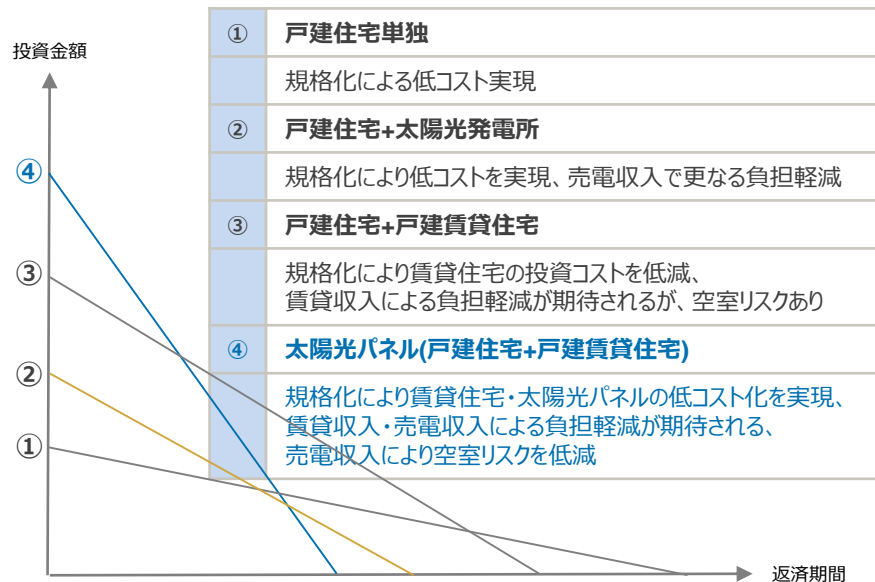 投資金額
① 戸建住宅単独
規格化による低コスト実現
② 戸建住宅+太陽光発電所
規格化により低コストを実現、売電収入で更なる負担軽減
③ 戸建住宅+戸建賃貸住宅
規格化により賃貸住宅の投資コストを低減、
賃貸収入による負担軽減が期待されるが、空室リスクあり
④ 太陽光パネル(戸建住宅+戸建賃貸住宅)
規格化により賃貸住宅・太陽光パネルの低コスト化を実現、
賃貸収入・売電収入による負担軽減が期待される、
売電収入により空室リスクを低減
④
③
②
①
返済期間